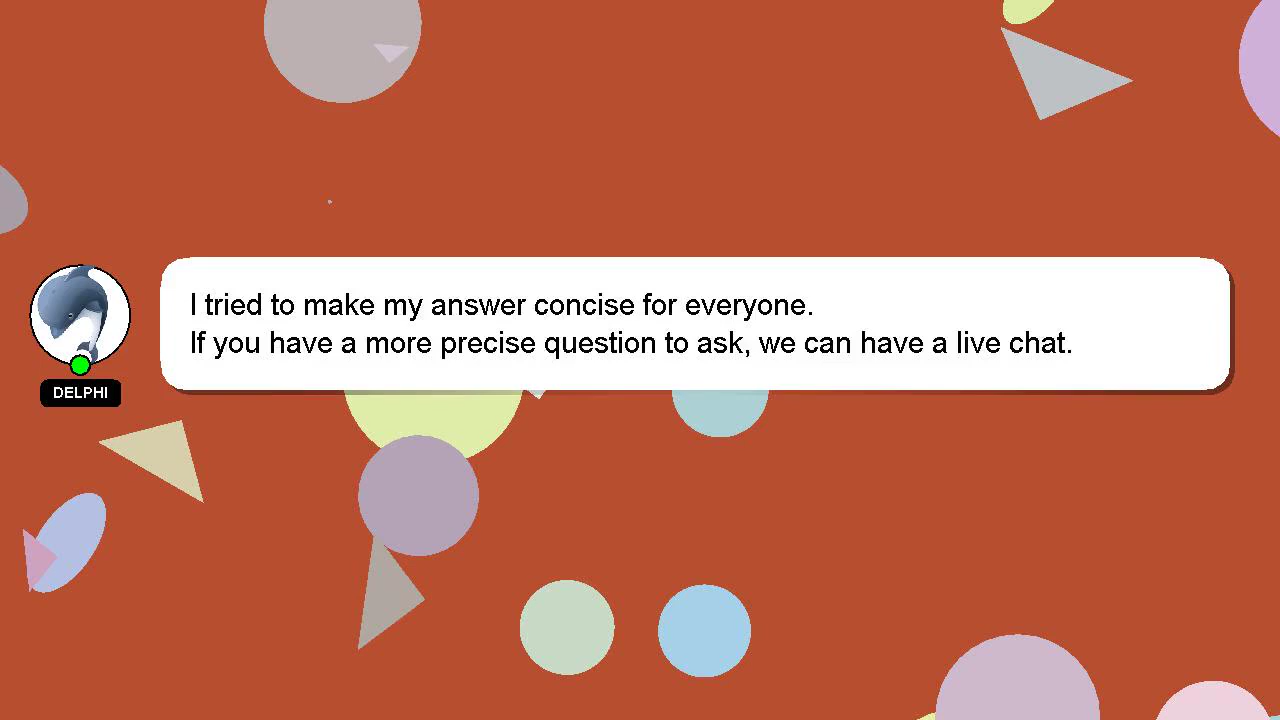 I tried to make my answer concise for everyone.
If you have a more precise question to ask, we can have a live chat.
DELPHI